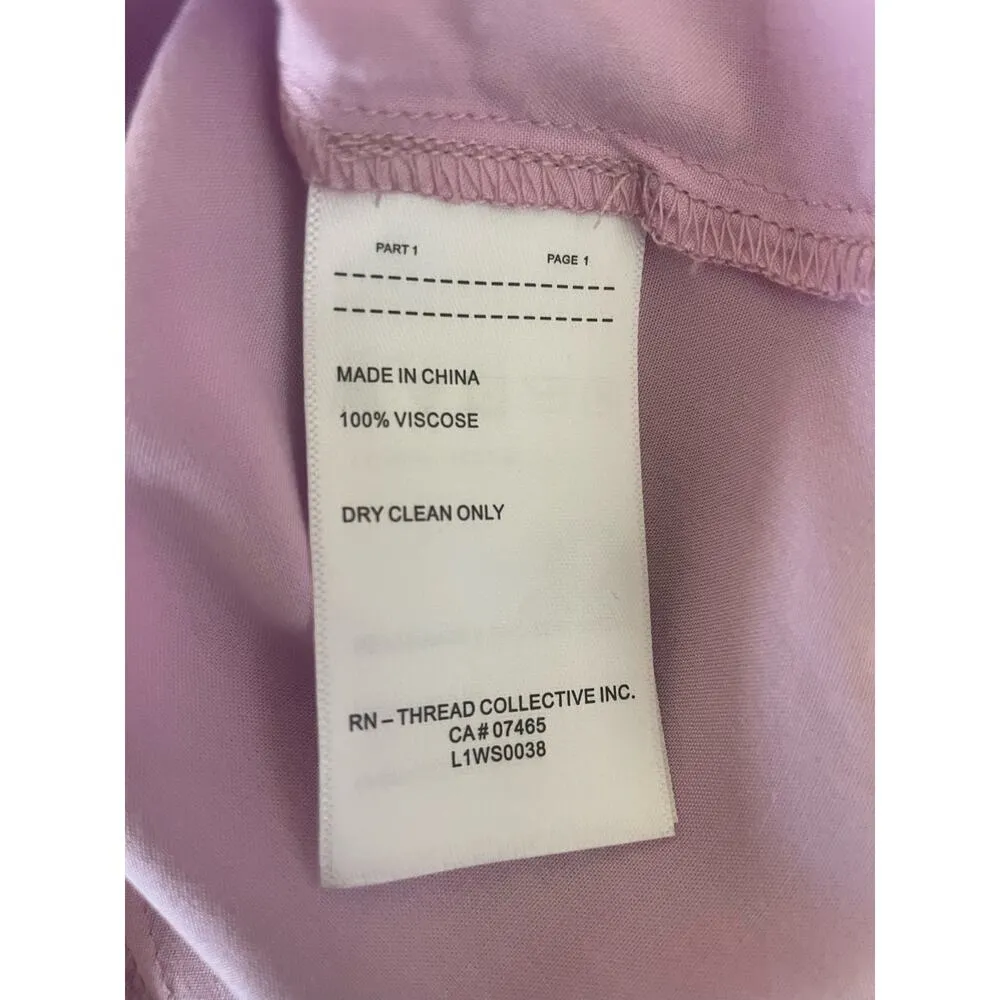 PART 1 PAGE 1
MADE IN CHINA
100% VISCOSE
DRY CLEAN ONLY
RN – THREAD COLLECTIVE INC.
CA# 07465
L1WS0038